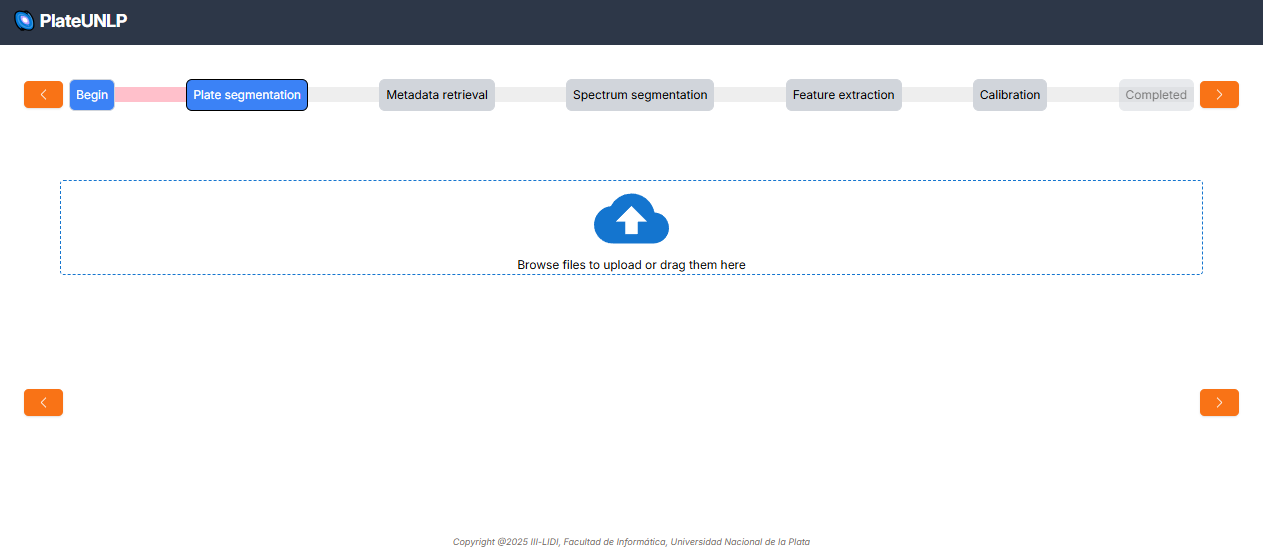 PlateUNLP
Begin
Plate segmentation
Metadata retrieval
Spectrum segmentation
Feature extraction
Calibration
Completed
Browse files to upload or drag them here
Copyright @2025 III-LIDI, Facultad de Informática, Universidad Nacional de la Plata